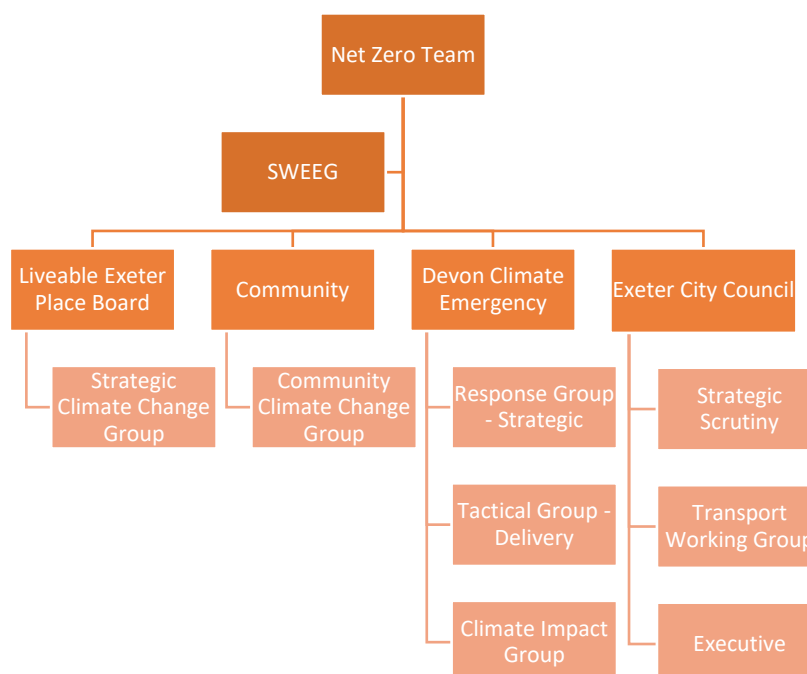 Net Zero Team
SWEEG
Liveable Exeter
Place Board
Community
Devon Climate
Emergency
Exeter City Council
Strategic
Climate Change
Group
Community
Climate Change
Group
Response Group
- Strategic
Strategic
Scrutiny
Tactical Group -
Delivery
Transport
Working Group
Climate Impact
Group
Executive